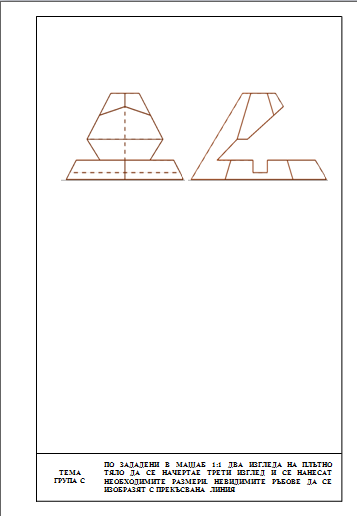 ТЕМА
ГРУПА С
ПО ЗАДАДЕНИ В МАЩАБ 1:1 ДВА ИЗГЛЕДА НА ПЛЪТНО
ТЯЛО ДА СЕ НАЧЕРТАЕ ТРЕТИ ИЗГЛЕД И СЕ НАНЕСАТ
НЕОБХОДИМИТЕ РАЗМЕРИ. НЕВИДИМИТЕ РЪБОВЕ ДА СЕ
ИЗОБРАЗЯТ С ПРЕКЪСВАНА ЛИНИЯ